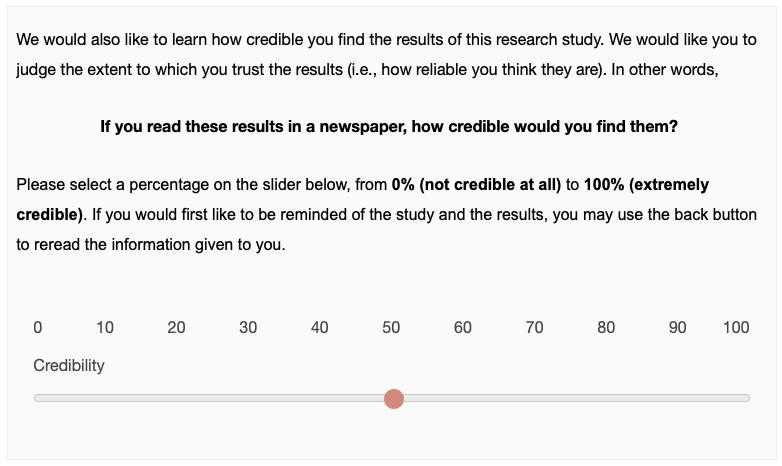 We would also like to learn how credible you find the results of this research study. We would like you to
judge the extent to which you trust the results (i.e., how reliable you think they are). In other words,
If you read these results in a newspaper, how credible would you find them?
Please select a percentage on the slider below, from 0% (not credible at all) to 100% (extremely
credible). If you would first like to be reminded of the study and the results, you may use the back button
to reread the information given to you.
0 10 20 30 40 50 60 70 80 90 100
Credibility